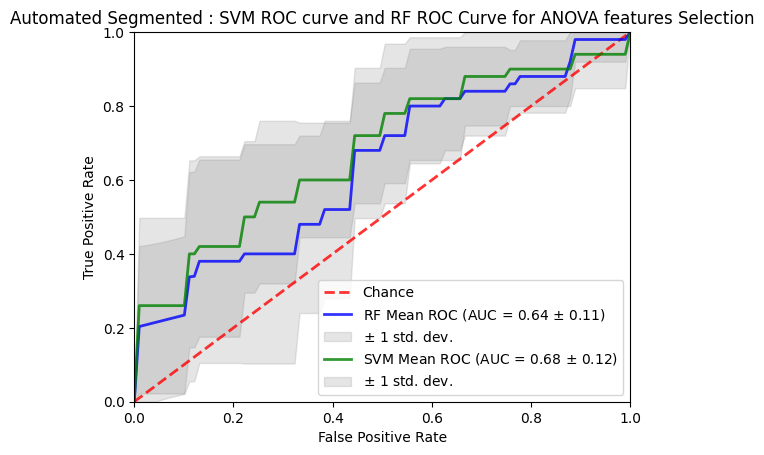 Automated Segmented : SVM ROC curve and RF ROC Curve for ANOVA features Selection
1.0
0.8
0.6
0.4
0.2
0.0
True Positive Rate
Chance
RF Mean ROC (AUC = 0.64 ± 0.11)
± 1 std. dev.
SVM Mean ROC (AUC = 0.68 ± 0.12)
± 1 std. dev.
0.0 0.2 0.4 0.6 0.8 1.0
False Positive Rate